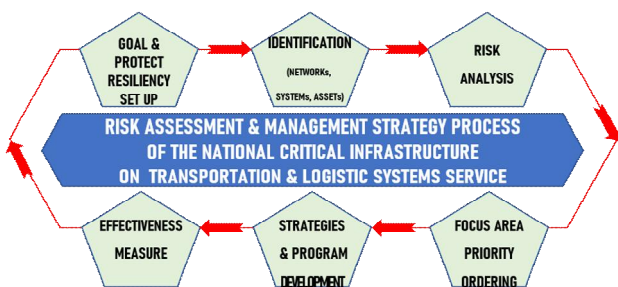 GOAL &
PROTECT
RESILIENCY
SET UP
IDENTIFICATION
(NETWORKS,
SYSTEMS, ASSETs)
RISK
ANALYSIS
RISK ASSESSMENT & MANAGEMENT STRATEGY PROCESS
OF THE NATIONAL CRITICAL INFRASTRUCTURE
ON TRANSPORTATION & LOGISTIC SYSTEMS SERVICE
EFFECTIVENESS
MEASURE
STRATEGIES
& PROGRAM
DEVELOPMENT
FOCUS AREA
PRIORITY
ORDERING